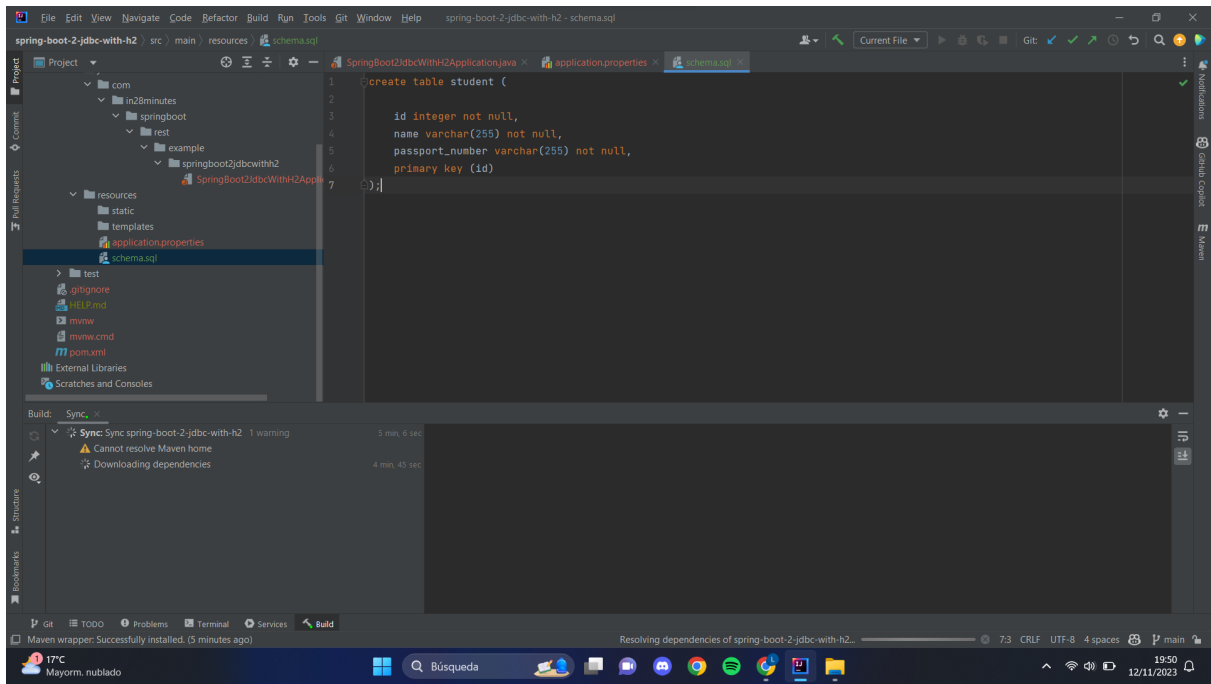 File Edit View Navigate Code Refactor Build Run Tools Git Window Help spring-boot-2-jdbc-with-h2 - schema.sql
spring-boot-2-jdbc-with-h2 > src > main > resources > schema.sql
Current File
Git:
Project
SpringBoot2JdbcWithH2Application.java
application.properties
schema.sql
Project
Commit
Pull Requests
com
in28minutes
springboot
rest
example
springboot2jdbcwithh2
SpringBoot2JdbcWithH2Appli
resources
static
templates
application.properties
schema.sql
test
.gitignore
HELP.md
mvnw
mvnw.cmd
pom.xml
External Libraries
Scratches and Consoles
1 create table student (
2
3 id integer not null,
4 name varchar(255) not null,
5 passport_number varchar(255) not null,
6 primary key (id)
7 );
Notifications
GitHub Copilot
Maven
Build: Sync
Sync: Sync spring-boot-2-jdbc-with-h2 1 warning 5 min, 6 sec
Cannot resolve Maven home
Downloading dependencies 4 min, 45 sec
Structure
Bookmarks
Git TODO Problems Terminal Services Build
Maven wrapper: Successfully installed. (5 minutes ago) Resolving dependencies of spring-boot-2-jdbc-with-h2... 7:3 CRLF UTF-8 4 spaces main
1
17°C
Mayorm. nublado
Búsqueda
19:50
12/11/2023